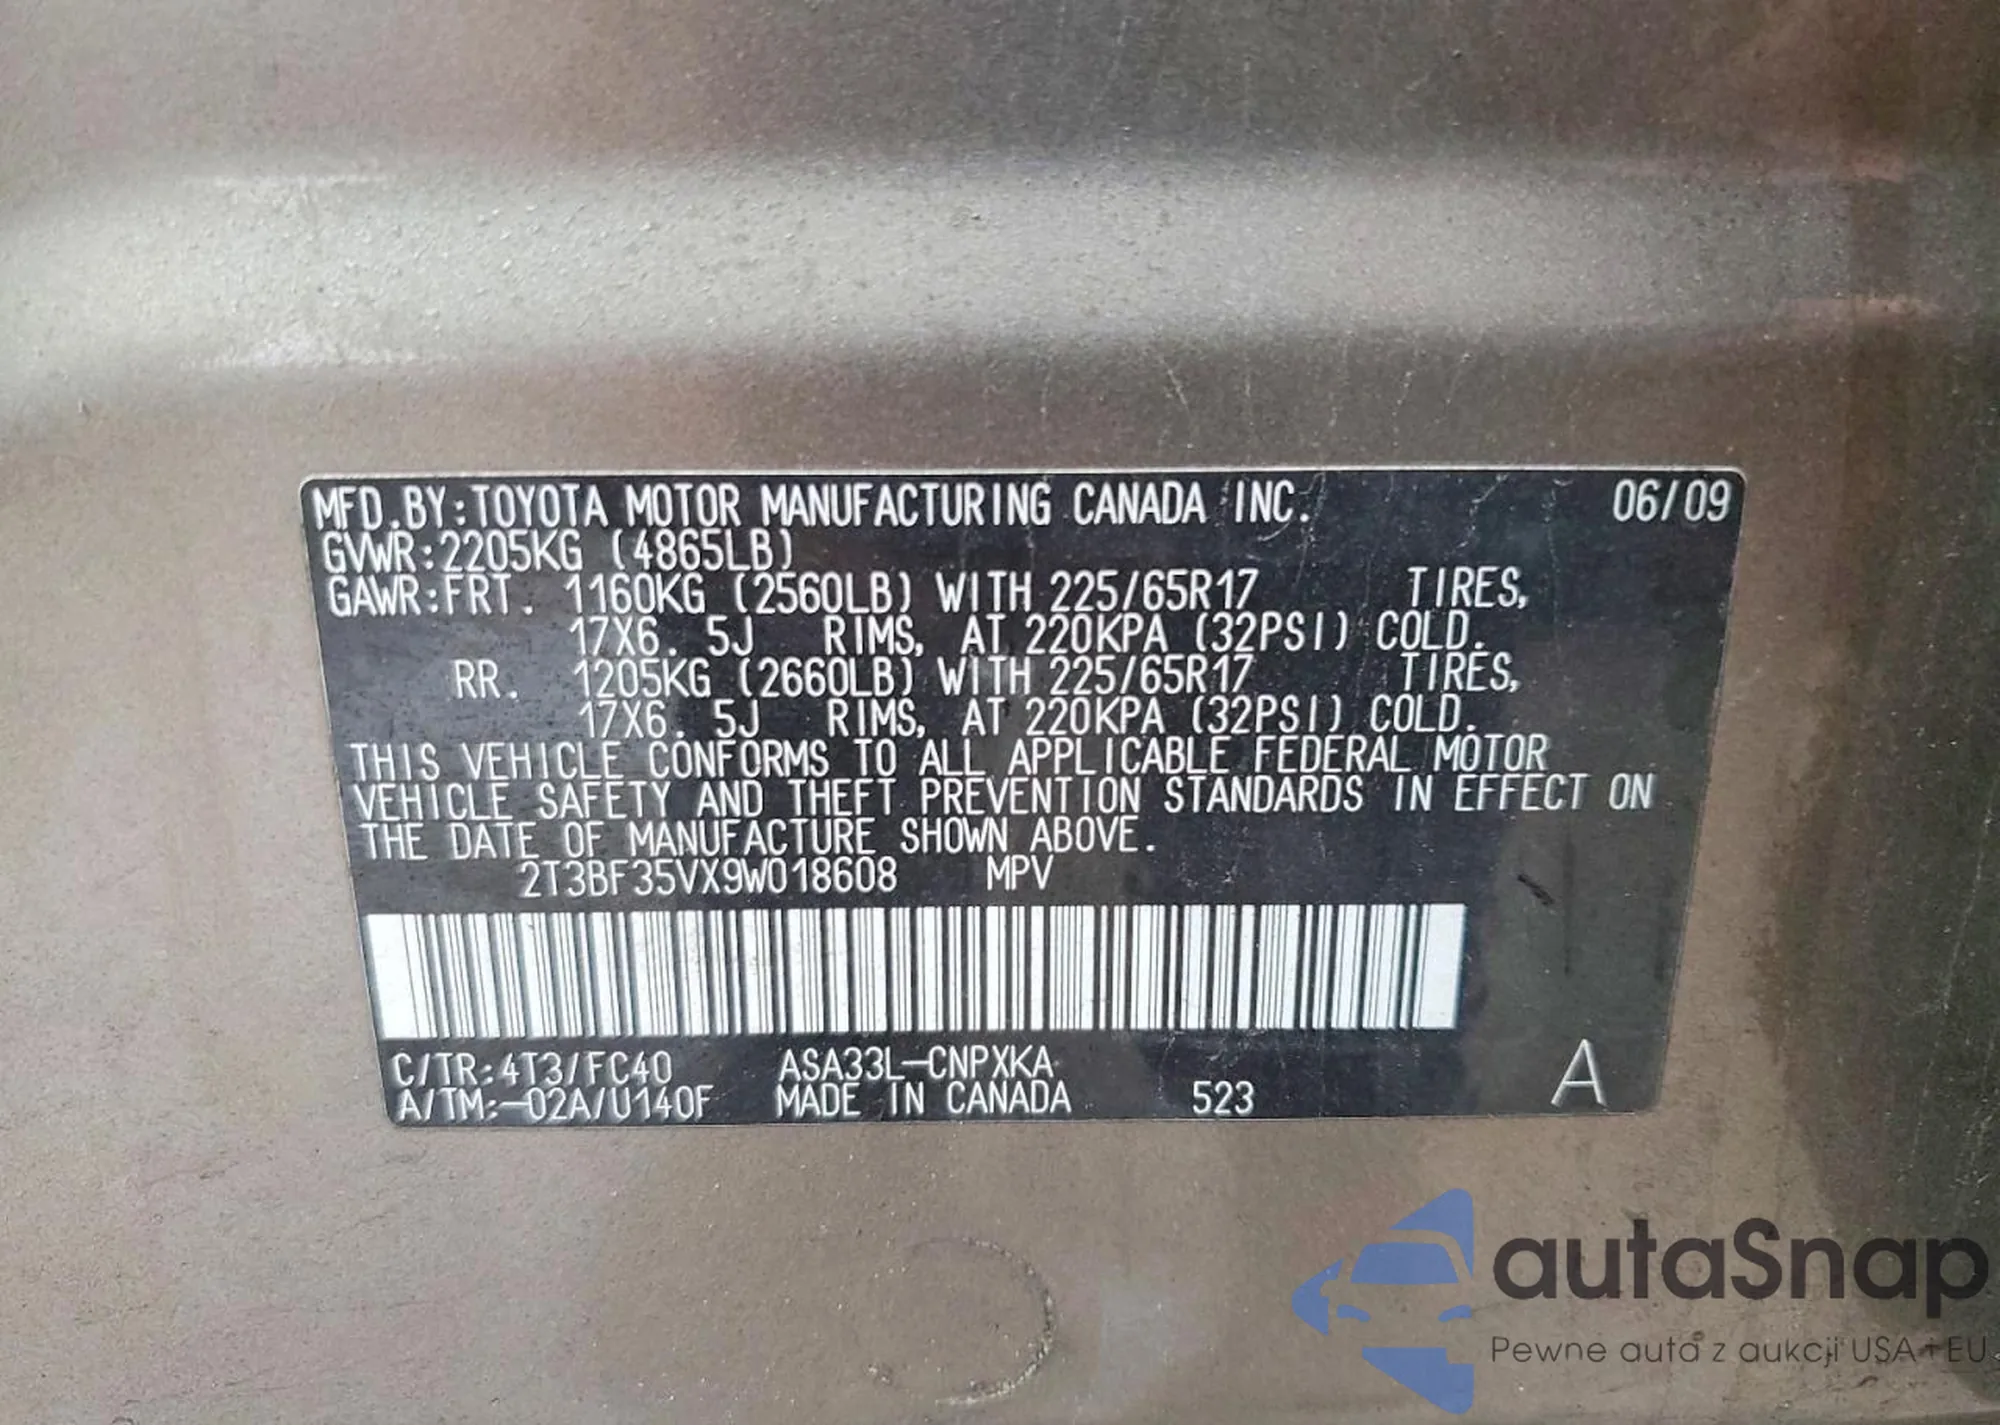 MFD.BY:TOYOTA MOTOR MANUFACTURING CANADA INC. 06/09
GVWR:2205KG (4865LB)
GAWR:FRT. 1160KG (2560LB) WITH 225/65R17 TIRES,
17X6. 5J RIMS, AT 220KPA (32PSI) COLD.
RR. 1205KG (2660LB) WITH 225/65R17 TIRES,
17X6. 5J RIMS, AT 220KPA (32PSI) COLD.
THIS VEHICLE CONFORMS TO ALL APPLICABLE FEDERAL MOTOR
VEHICLE SAFETY AND THEFT PREVENTION STANDARDS IN EFFECT ON
THE DATE OF MANUFACTURE SHOWN ABOVE.
2T3BF35VX9W018608 MPV
C/TR:4T3/FC40 ASA33L-CNPXKA
A/TM:-02A/U140F MADE IN CANADA 523 A
autaSnap
Pewne auta z aukcji USA i EU